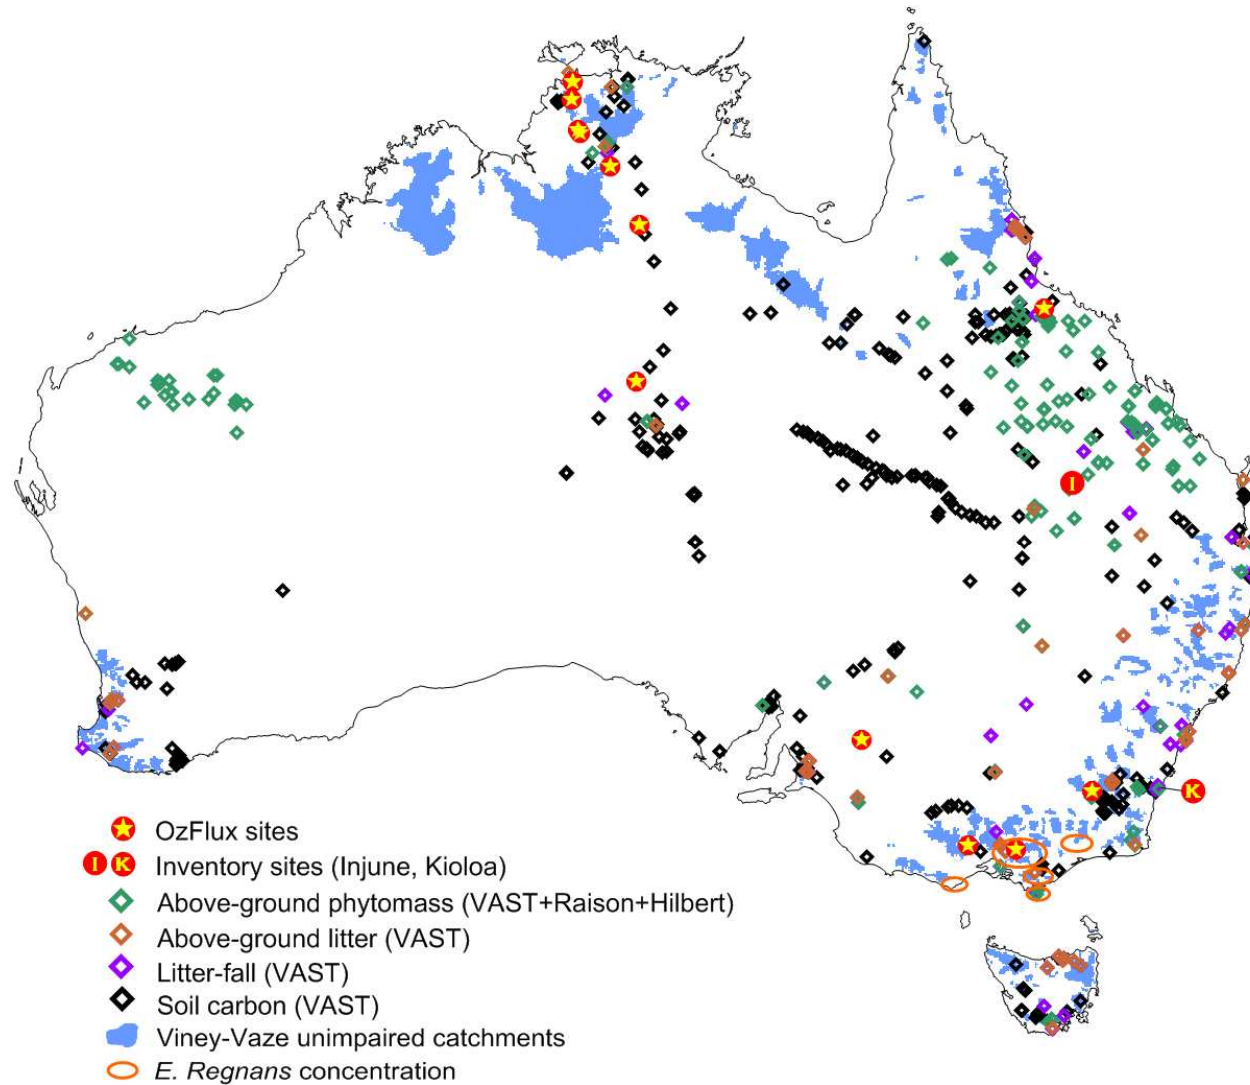 K
I
OzFlux sites
I K Inventory sites (Injune, Kioloa)
Above-ground phytomass (VAST+Raison+Hilbert)
Above-ground litter (VAST)
Litter-fall (VAST)
Soil carbon (VAST)
Viney-Vaze unimpaired catchments
E. Regnans concentration